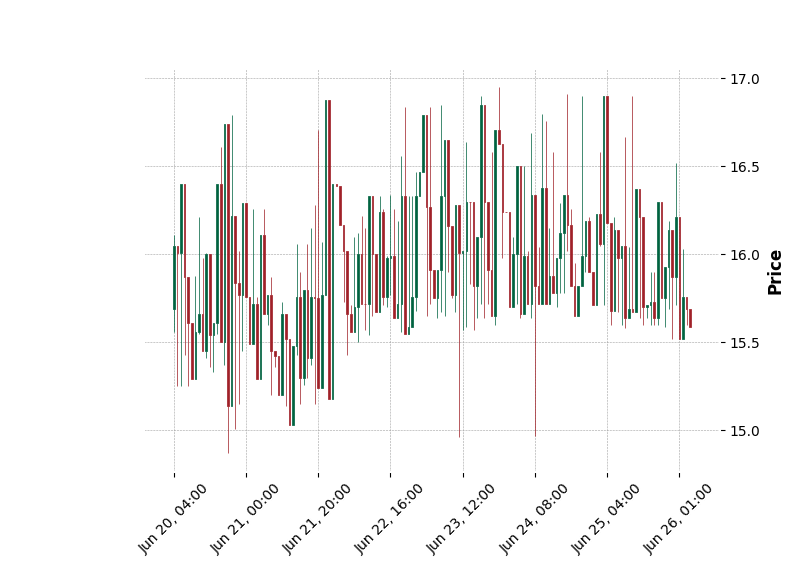 17.0
16.5
16.0
15.5
15.0
Price
Jun 20, 04:00
Jun 21, 00:00
Jun 21, 20:00
Jun 22, 16:00
Jun 23, 12:00
Jun 24, 08:00
Jun 25, 04:00
Jun 26, 01:00